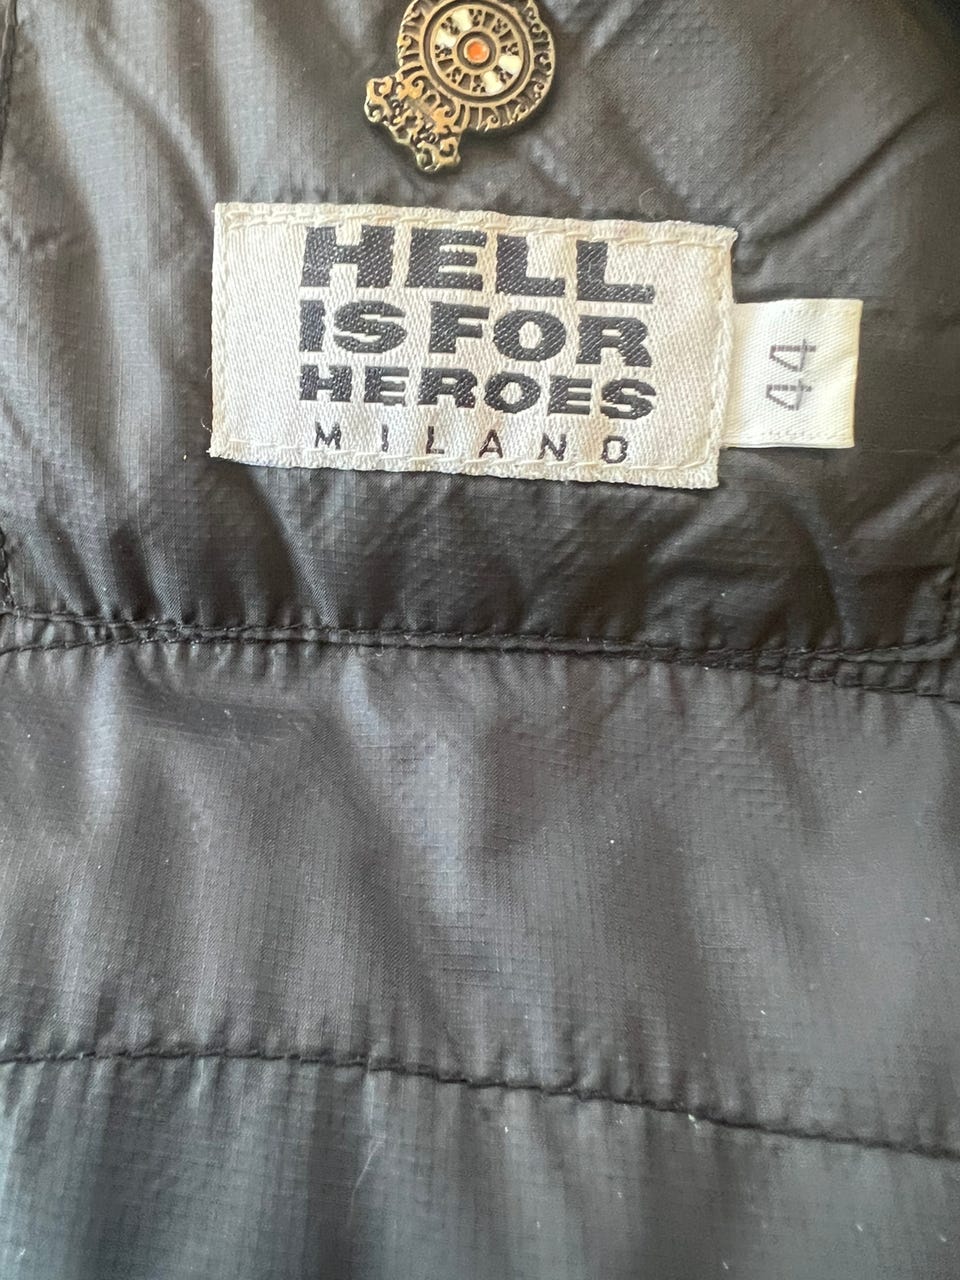 HELL
IS FOR
HEROES
MILANO
44